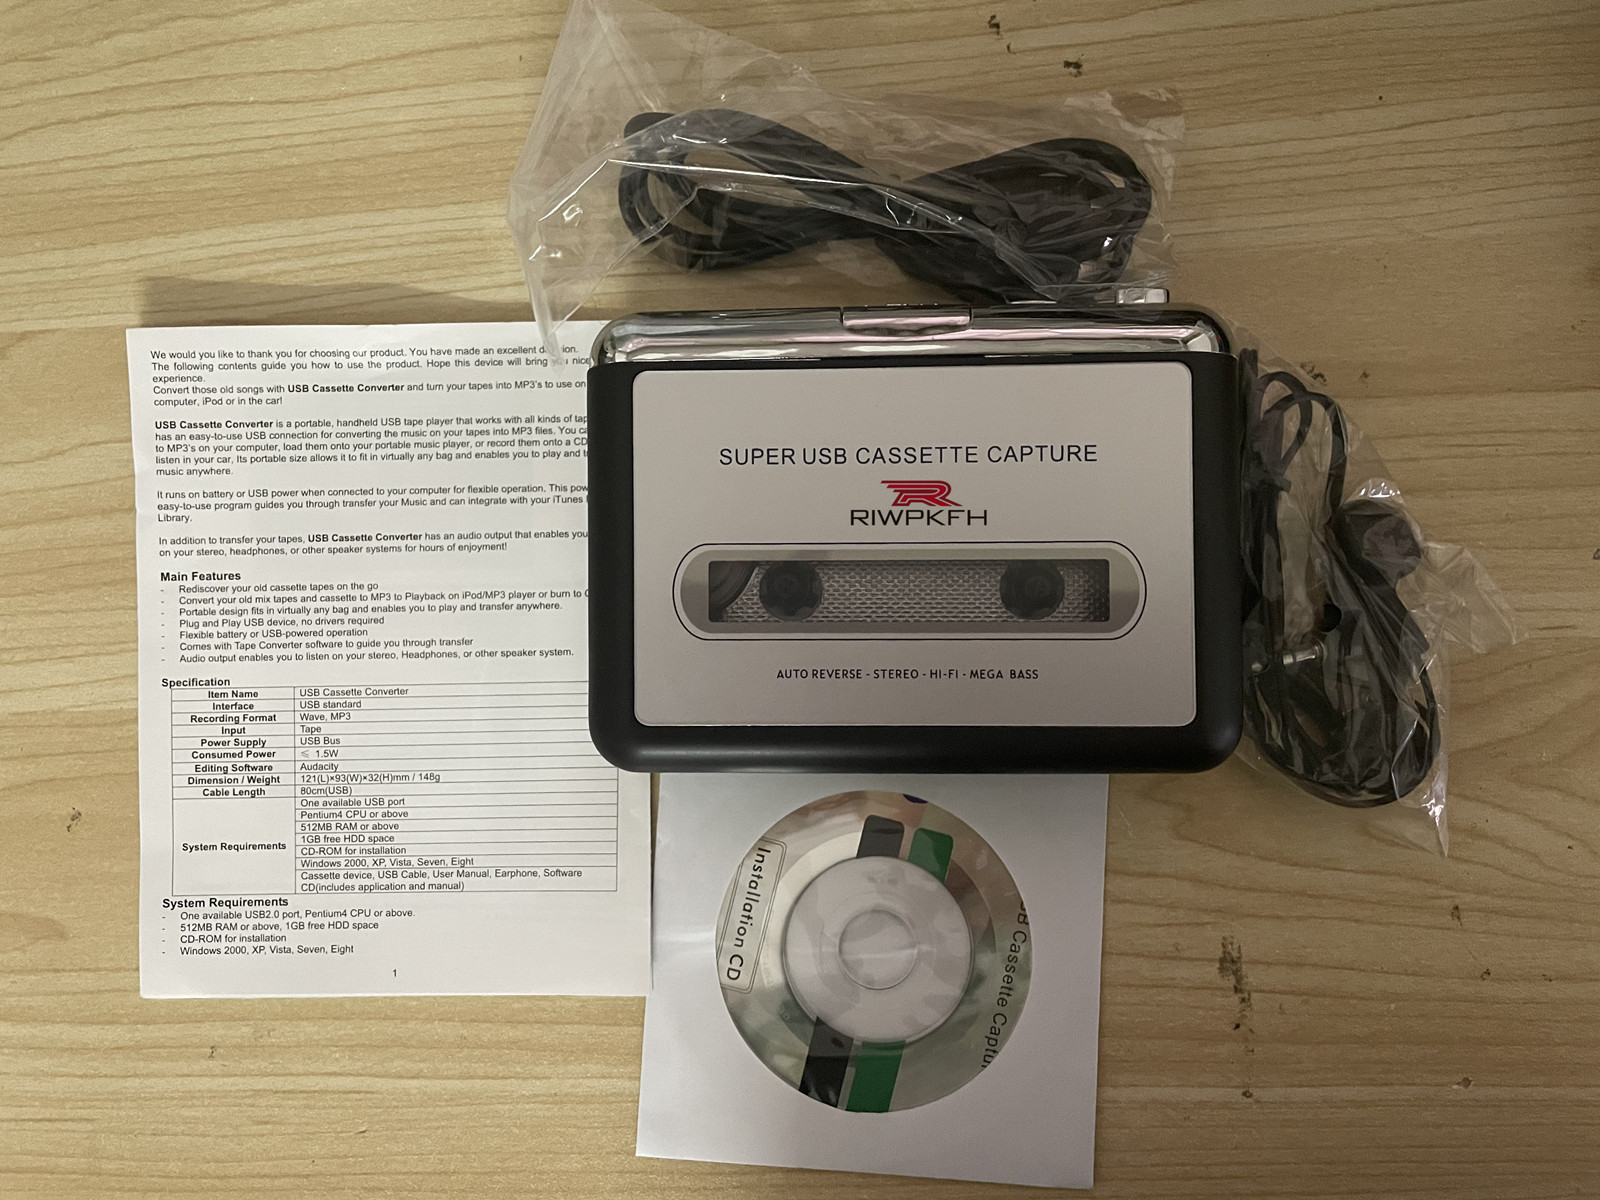 We would you like to thank you for choosing our product. You have made an excellent
The following contents guide you how to use the product. Hope this device will bring nice
experience.
Convert those old songs with USB Cassette Converter and turn your tapes into MP3's to use on
computer, iPod or in the car!
USB Cassette Converter is a portable, handheld USB tape player that works with all kinds of
has an easy-to-use USB connection for converting the music on your tapes into MP3 files. You
to MP3's on your computer, load them onto your portable music player, or record them onto a CD
listen in your car, Its portable size allows it to fit in virtually any bag and enables you to play and
music anywhere.
It runs on battery or USB power when connected to your computer for flexible operation. This
easy-to-use program guides you through transfer your Music and can integrate with your iTunes
Library.
In addition to transfer your tapes, USB Cassette Converter has an audio output that enables you
on your stereo, headphones, or other speaker systems for hours of enjoyment!
Main Features
- Rediscover your old cassette tapes on the go
- Convert your old mix tapes and cassette to MP3 to Playback on iPod/MP3 player or burn to
- Portable design fits in virtually any bag and enables you to play and transfer anywhere.
- Plug and Play USB device, no drivers required
- Flexible battery or USB-powered operation
- Comes with Tape Converter software to guide you through transfer
- Audio output enables you to listen on your stereo, Headphones, or other speaker system.
Specification
Item Name USB Cassette Converter
Interface USB standard
Recording Format Wave, MP3
Input Tape
Power Supply USB Bus
Consumed Power ≤ 1.5W
Editing Software Audacity
Dimension / Weight 121(L)×93(W)×32(H)mm / 148g
Cable Length 80cm(USB)
System Requirements One available USB port
Pentium4 CPU or above
512MB RAM or above
1GB free HDD space
CD-ROM for installation
Windows 2000, XP, Vista, Seven, Eight
Cassette device, USB Cable, User Manual, Earphone, Software
CD(includes application and manual)
System Requirements
- One available USB2.0 port, Pentium4 CPU or above.
- 512MB RAM or above, 1GB free HDD space
- CD-ROM for installation
- Windows 2000, XP, Vista, Seven, Eight
1
SUPER USB CASSETTE CAPTURE
RIWPKFH
AUTO REVERSE - STEREO - HI-FI - MEGA BASS
Installation CD
Cassette